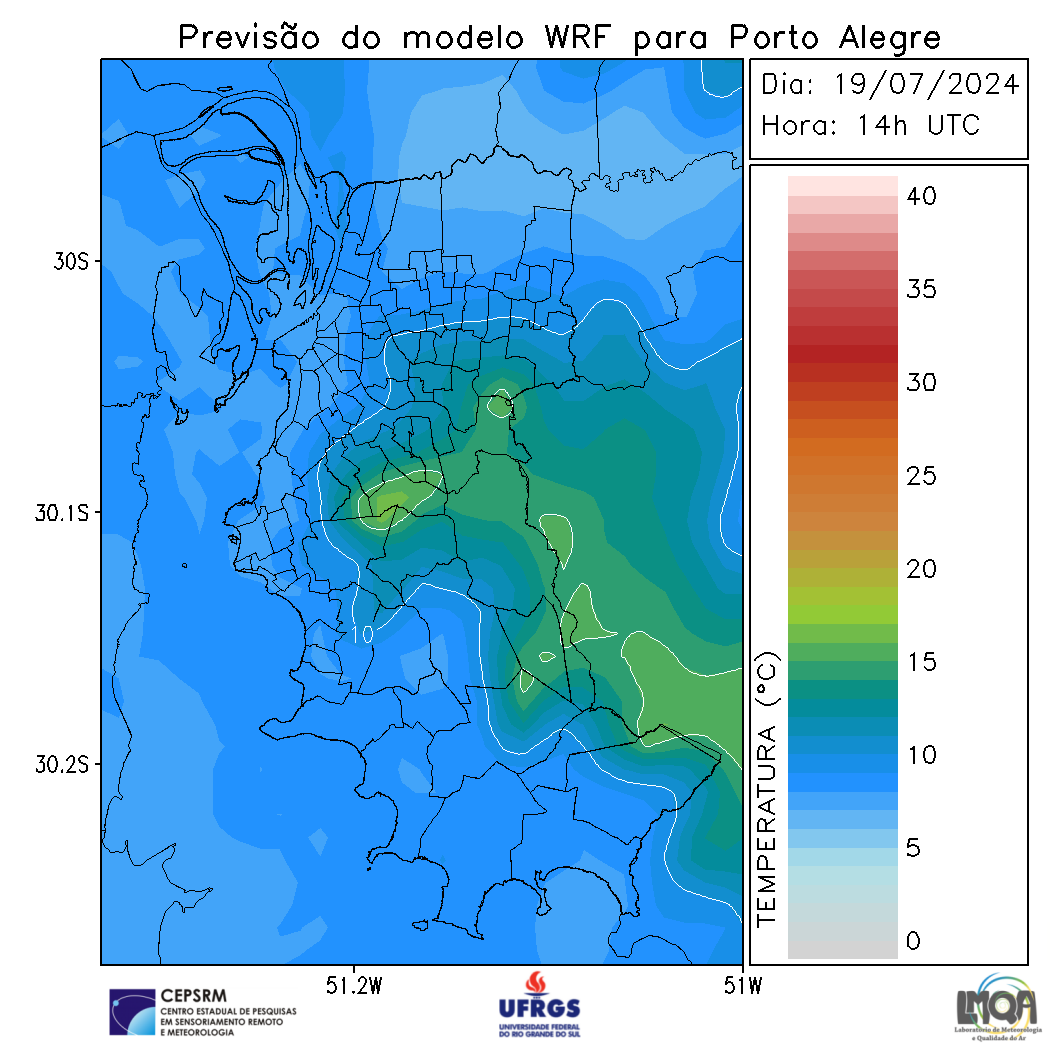 Previsão do modelo WRF para Porto Alegre
Dia: 19/07/2024
Hora: 14h UTC
40
35
30
25
20
15
10
5
0
TEMPERATURA (°C)
30S
30.1S
30.2S
10
51.2W
51W
CEPSRM
CENTRO ESTADUAL DE PESQUISAS
EM SENSORIAMENTO REMOTO
E METEOROLOGIA
UFRGS
UNIVERSIDADE FEDERAL
DO RIO GRANDE DO SUL
LMQA
Laboratório de Meteorologia
e Qualidade do Ar